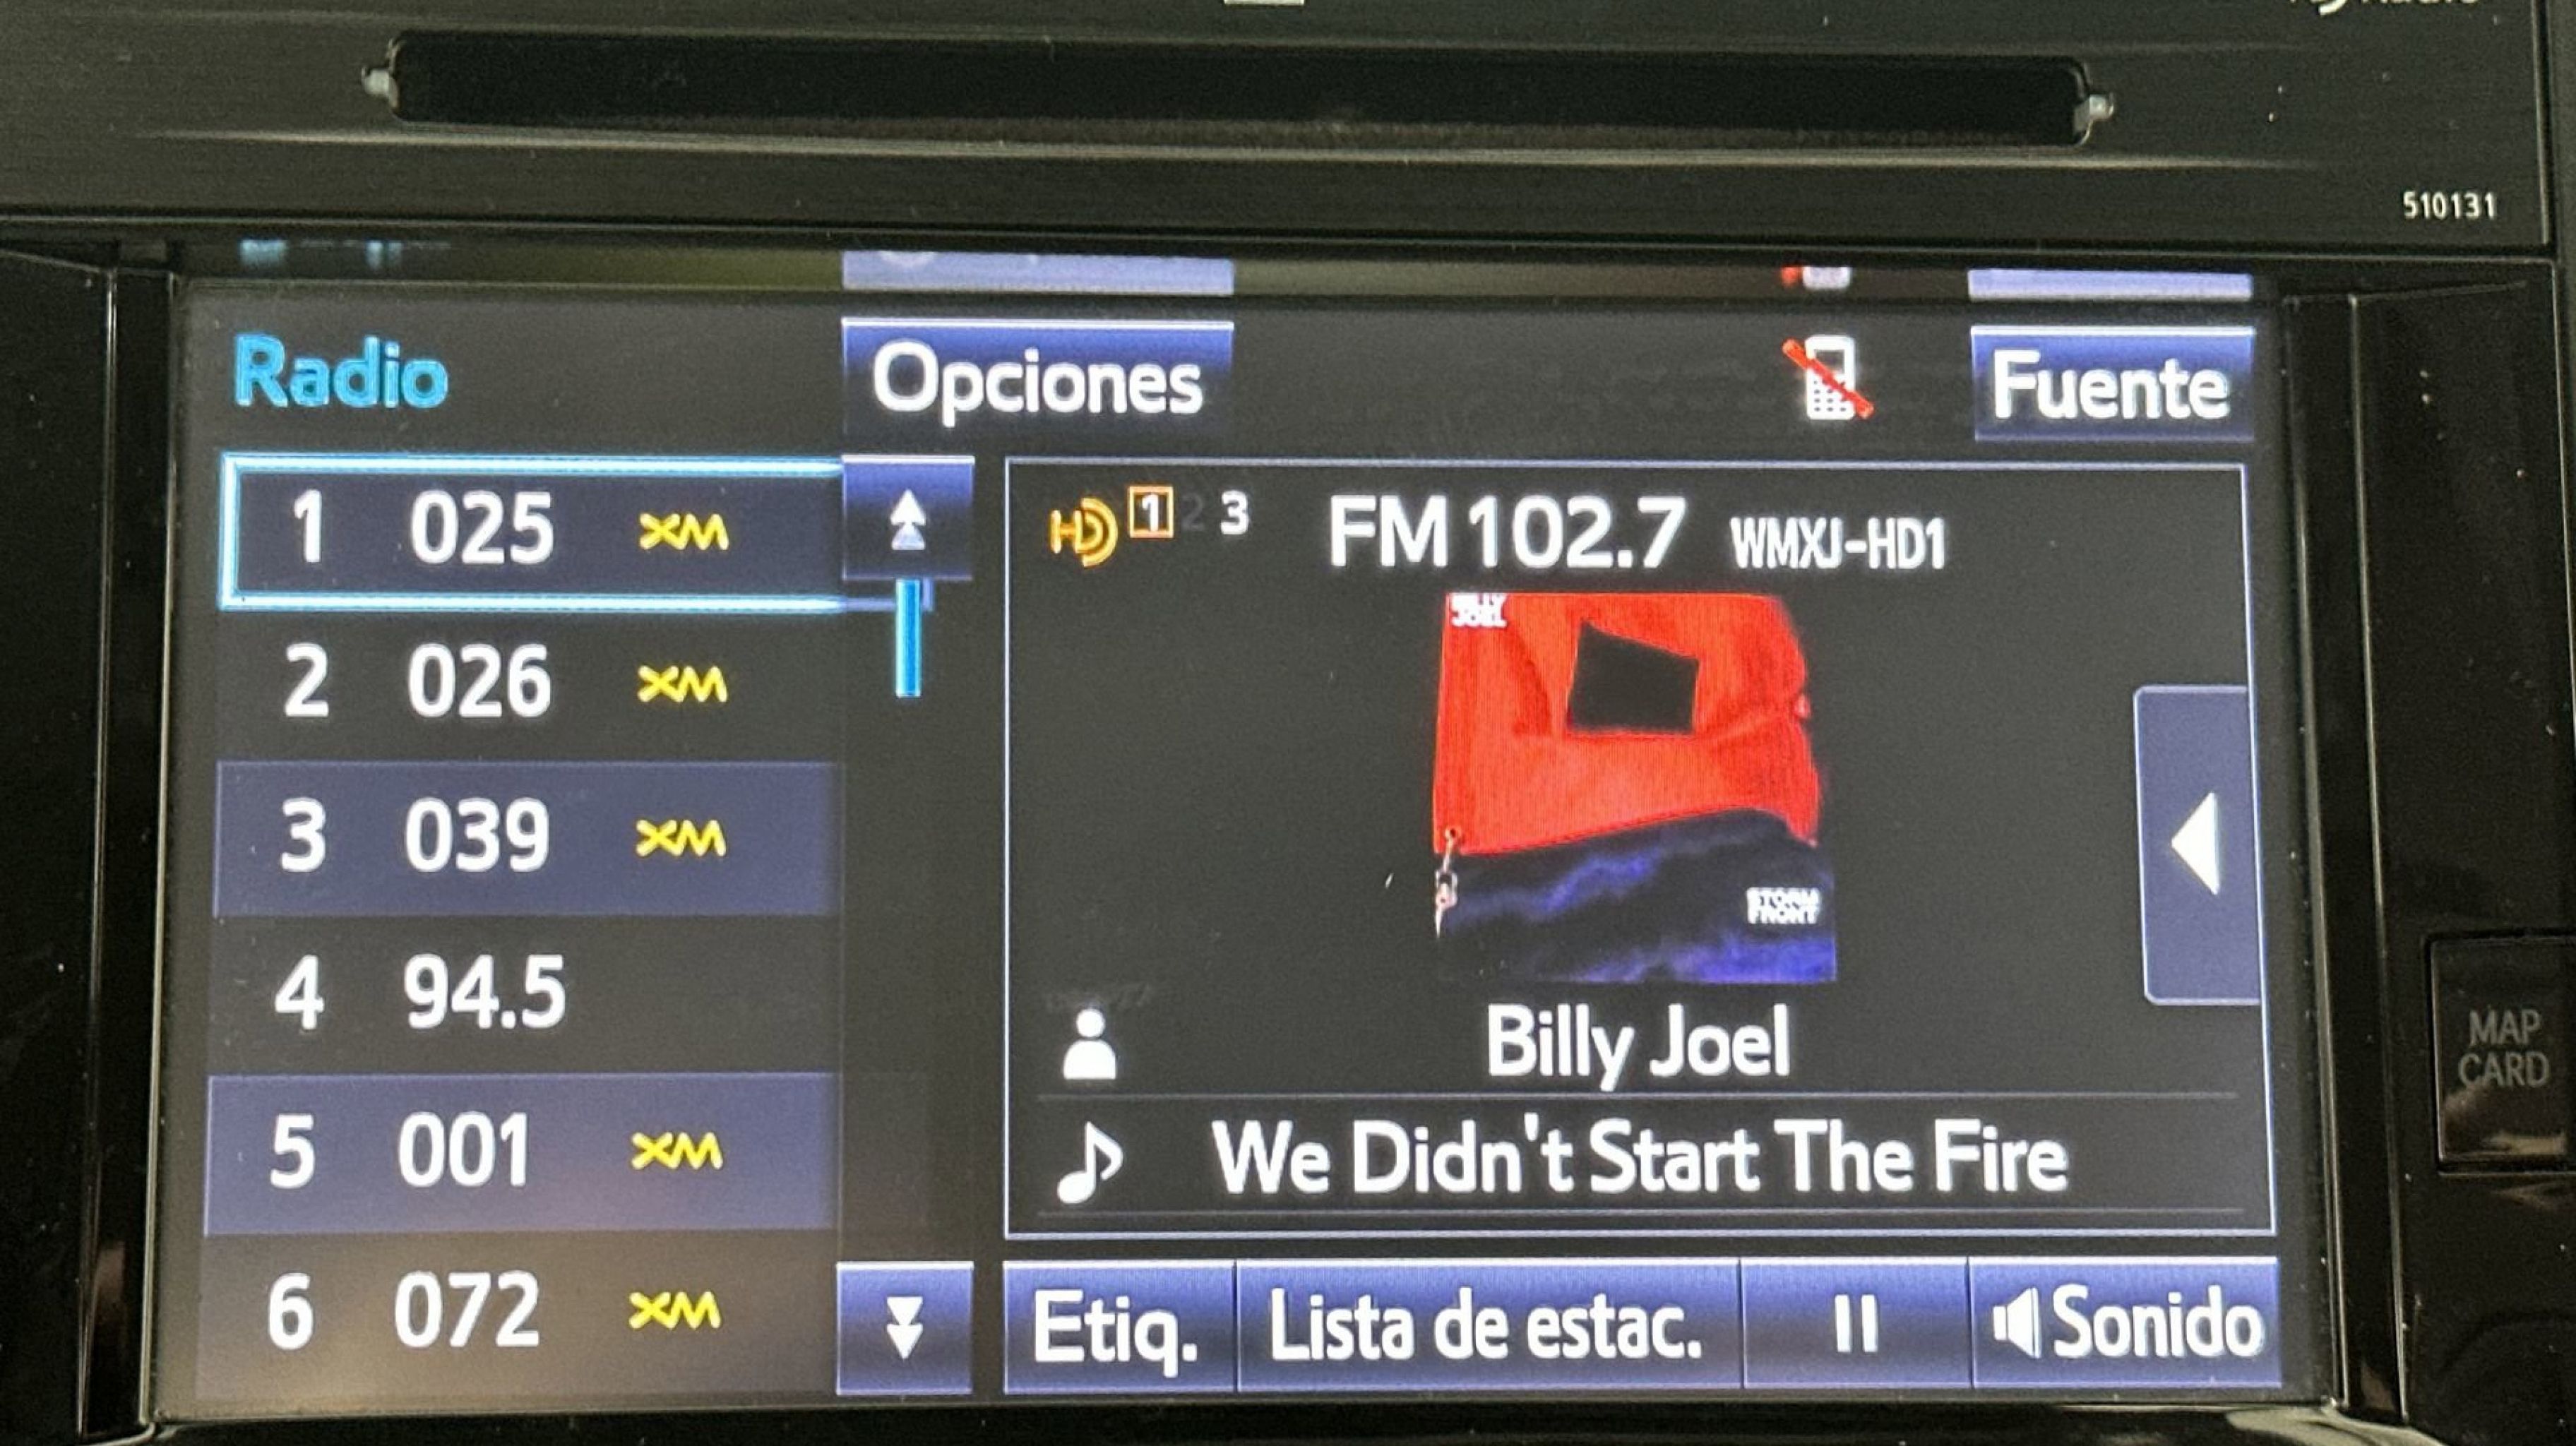 510131
Radio
Opciones
Fuente
1 025 XM
2 026 XM
3 039 XM
4 94.5
5 001 XM
6 072 XM
HD 1 2 3 FM 102.7 WMXJ-HD1
BILLY
JOEL
STORM
FRONT
Billy Joel
We Didn't Start The Fire
Etiq.
Lista de estac.
Sonido
MAP
CARD